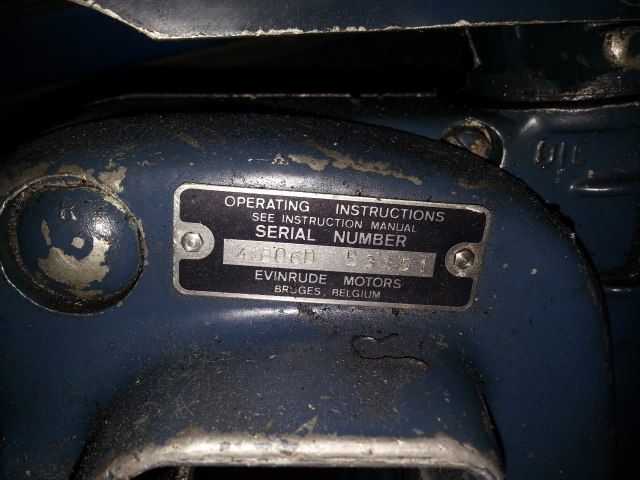 OPERATING INSTRUCTIONS
SEE INSTRUCTION MANUAL
SERIAL NUMBER
EVINRUDE MOTORS
BRUGES, BELGIUM